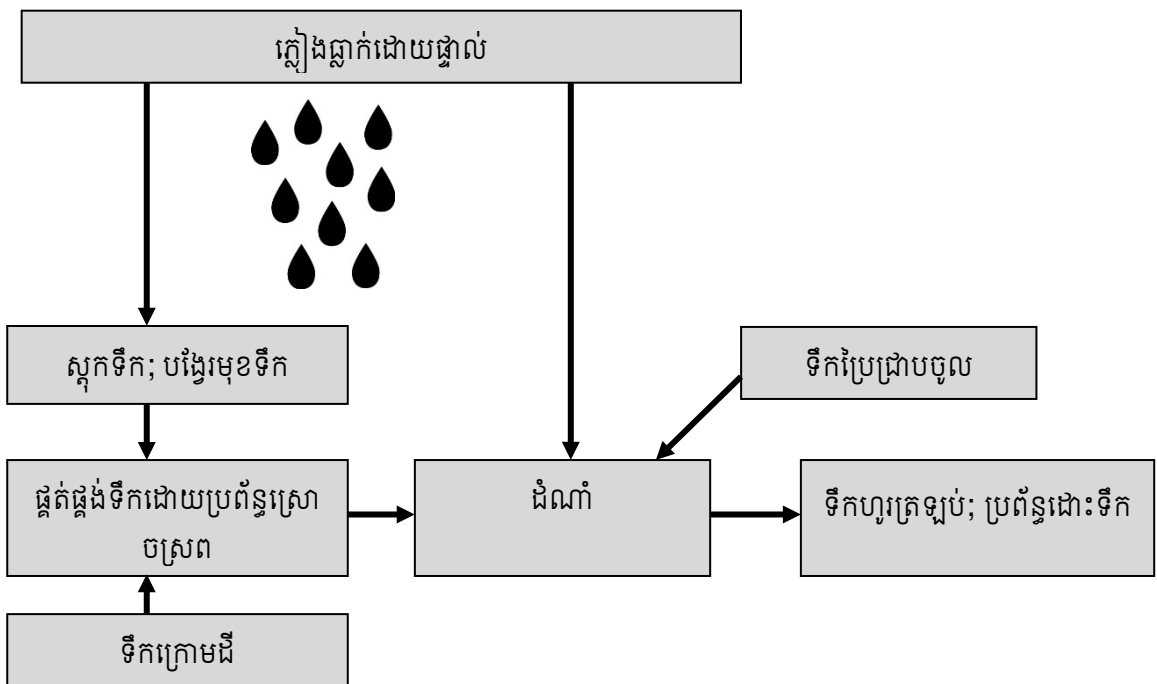 ភ្លៀងធ្លាក់ដោយផ្ទាល់
ស្តុកទឹក; បង្វែរមុខទឹក
ទឹកប្រៃជ្រាបចូល
ផ្គត់ផ្គង់ទឹកដោយប្រព័ន្ធស្រោ
ចស្រព
ដំណាំ
ទឹកហូរត្រឡប់; ប្រព័ន្ធដោះទឹក
ទឹកក្រោមដី